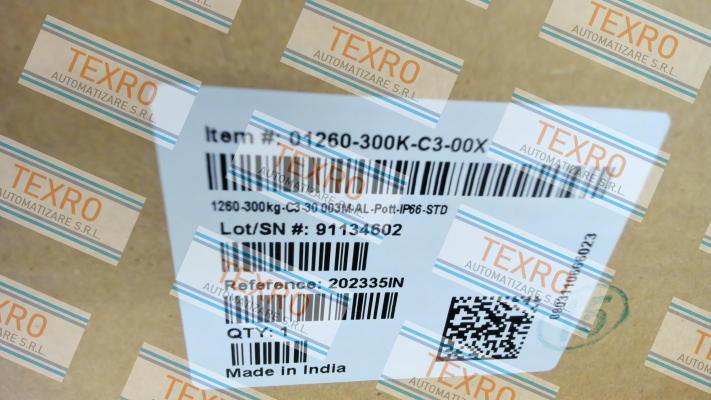 Item #: 01260-300K-C3-00X
1260-300kg-C3-30 003M-AL-Pott-IP66-STD
Lot/SN #: 91134602
Reference: 202335IN
QTY: 1
Made in India
TEXRO
AUTOMATIZARE S.R.L.